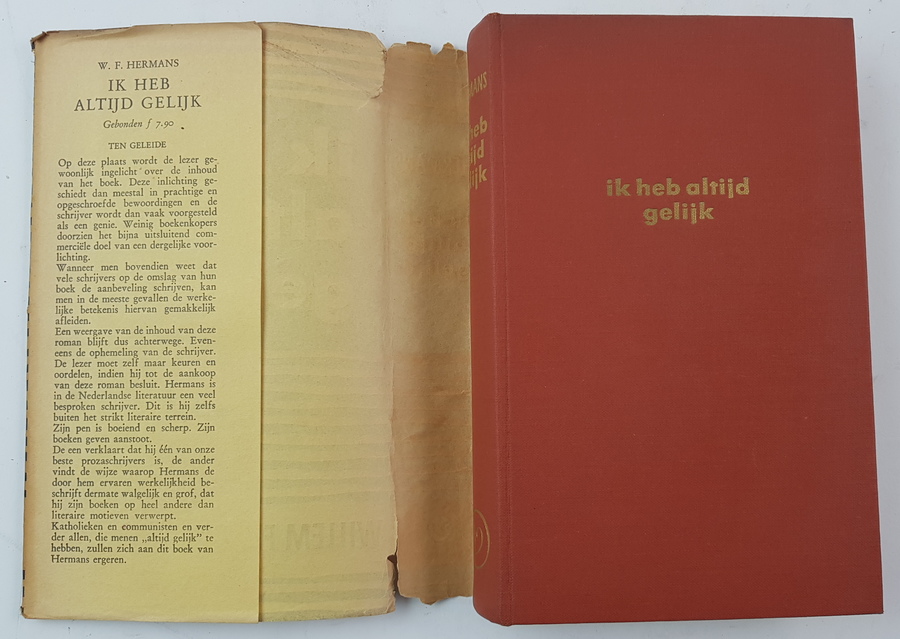 W. F. HERMANS
IK HEB
ALTIJD GELIJK
Gebonden f 7.90
TEN GELEIDE
Op deze plaats wordt de lezer ge-
woonlijk ingelicht over de inhoud
van het boek. Deze inlichting ge-
schiedt dan meestal in prachtige en
opgeschroefde bewoordingen en de
schrijver wordt dan vaak voorgesteld
als een genie. Weinig boekenkopers
doorzien het bijna uitsluitend com-
merciële doel van een dergelijke voor-
lichting.
Wanneer men bovendien weet dat
vele schrijvers op de omslag van hun
boek de aanbeveling schrijven, kan
men in de meeste gevallen de werke-
lijke betekenis hiervan gemakkelijk
afleiden.
Een weergave van de inhoud van deze
roman blijft dus achterwege. Even-
eens de ophemeling van de schrijver.
De lezer moet zelf maar keuren en
oordelen, indien hij tot de aankoop
van deze roman besluit. Hermans is
in de Nederlandse literatuur een veel
besproken schrijver. Dit is hij zelfs
buiten het strikt literaire terrein.
Zijn pen is boeiend en scherp. Zijn
boeken geven aanstoot.
De een verklaart dat hij één van onze
beste prozaschrijvers is, de ander
vindt de wijze waarop Hermans de
door hem ervaren werkelijkheid be-
schrijft dermate walgelijk en grof, dat
hij zijn boeken op heel andere dan
literaire motieven verwerpt.
Katholieken en communisten en ver-
der allen, die menen „altijd gelijk" te
hebben, zullen zich aan dit boek van
Hermans ergeren.
MANS
heb
ijd
lijk
ik heb altijd
gelijk